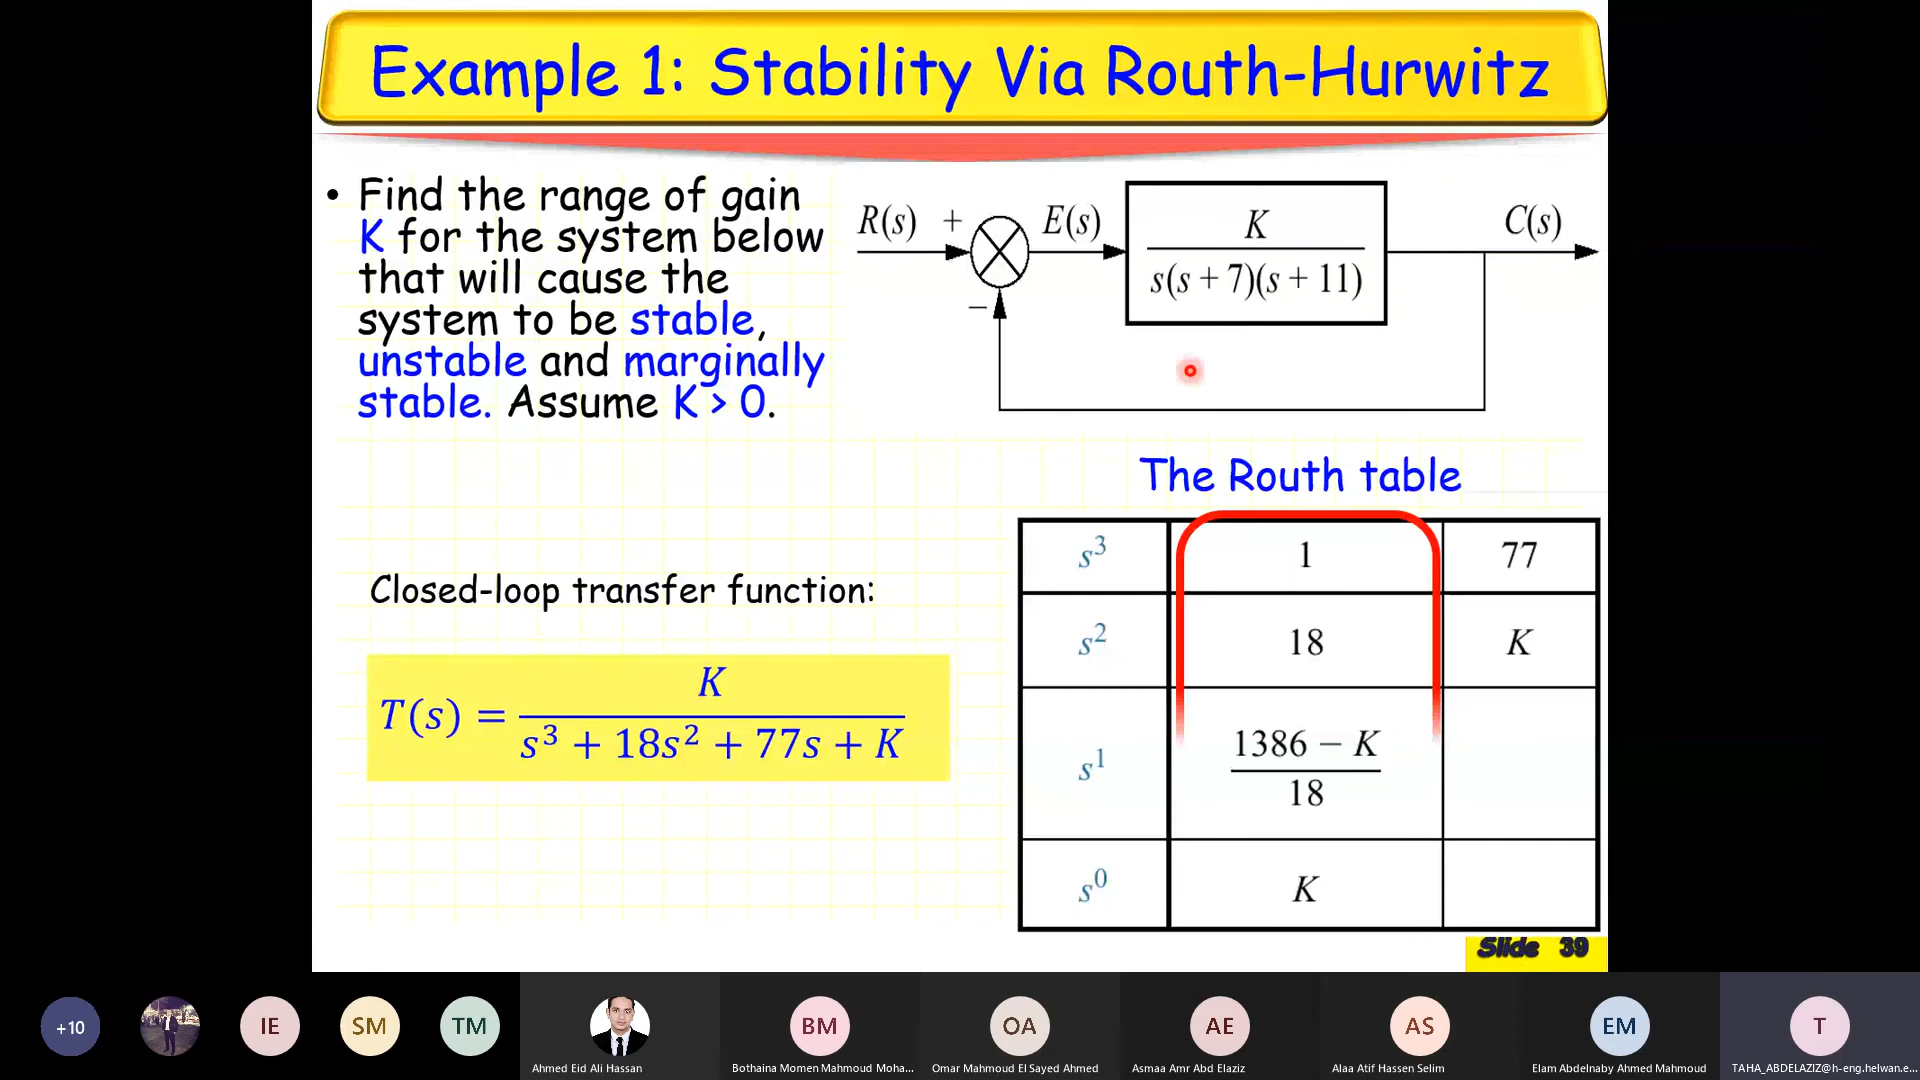 Example 1: Stability Via Routh-Hurwitz
• Find the range of gain
K for the system below
that will cause the
system to be stable,
unstable and marginally
stable. Assume K > 0.
R(s) + E(s) K C(s)
s(s + 7)(s + 11)
−
The Routh table
s³ 1 77
s² 18 K
s¹ 1386 − K
18
s⁰ K
Closed-loop transfer function:
T(s) = K
s³ + 18s² + 77s + K
Slide 39
+10
IE
SM
TM
BM
OA
AE
AS
EM
T
Ahmed Eid Ali Hassan
Bothaina Momen Mahmoud Moha...
Omar Mahmoud El Sayed Ahmed
Asmaa Amr Abd Elaziz
Alaa Atif Hassen Selim
Elam Abdelnaby Ahmed Mahmoud
TAHA_ABDELAZIZ@h-eng.helwan.e...